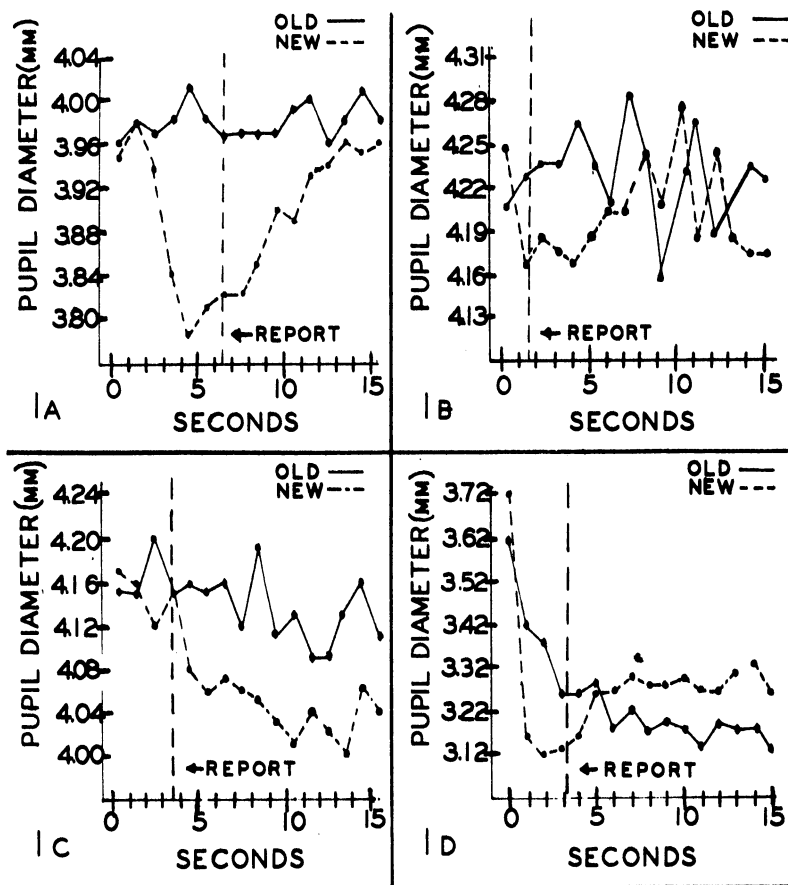 OLD
NEW
PUPIL DIAMETER(MM)
4.04
4.00
3.96
3.92
3.88
3.84
3.80
←REPORT
0 5 10 15
SECONDS
1A
OLD
NEW
PUPIL DIAMETER(MM)
4.31
4.28
4.25
4.22
4.19
4.16
4.13
←REPORT
0 5 10 15
SECONDS
1B
OLD
NEW
PUPIL DIAMETER(MM)
4.24
4.20
4.16
4.12
4.08
4.04
4.00
←REPORT
0 5 10 15
SECONDS
1C
OLD
NEW
PUPIL DIAMETER(MM)
3.72
3.62
3.52
3.42
3.32
3.22
3.12
←REPORT
0 5 10 15
SECONDS
1D